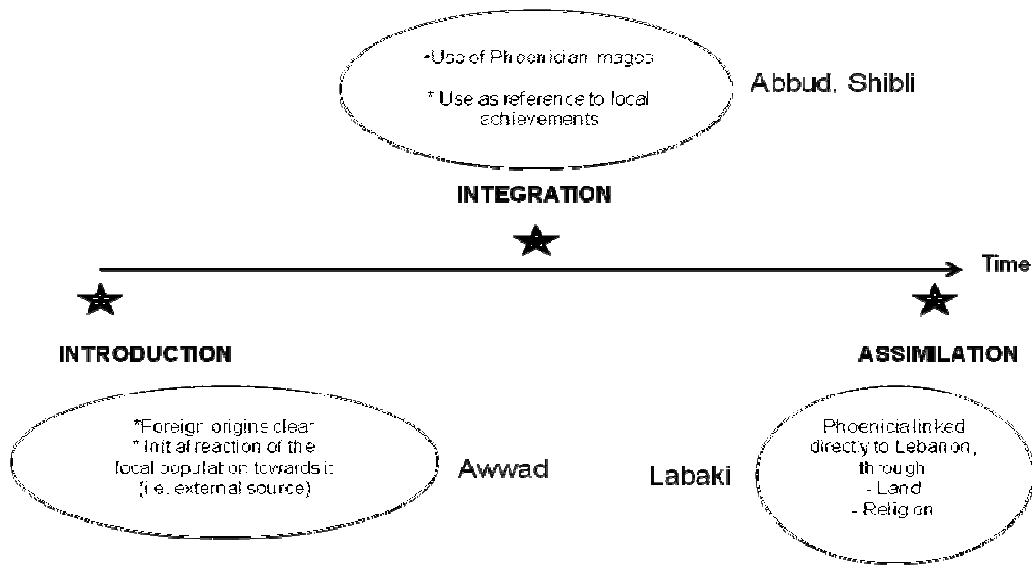 *Use of Phoenician images
* Use as reference to local
achievements
Abbud, Shibli
INTEGRATION
Time
INTRODUCTION
ASSIMILATION
*Foreign origins clear
* Initial reaction of the
local population towards it
(i.e. external source)
Awwad
Labaki
Phoenicia linked
directly to Lebanon,
through
- Land
- Religion